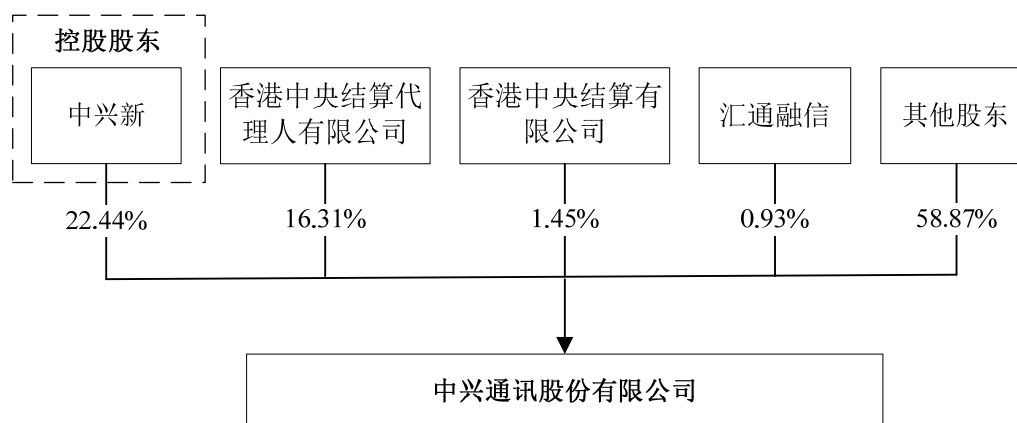 控股股东
中兴新
香港中央结算代
理人有限公司
香港中央结算有
限公司
汇通融信
其他股东
22.44%
16.31%
1.45%
0.93%
58.87%
中兴通讯股份有限公司